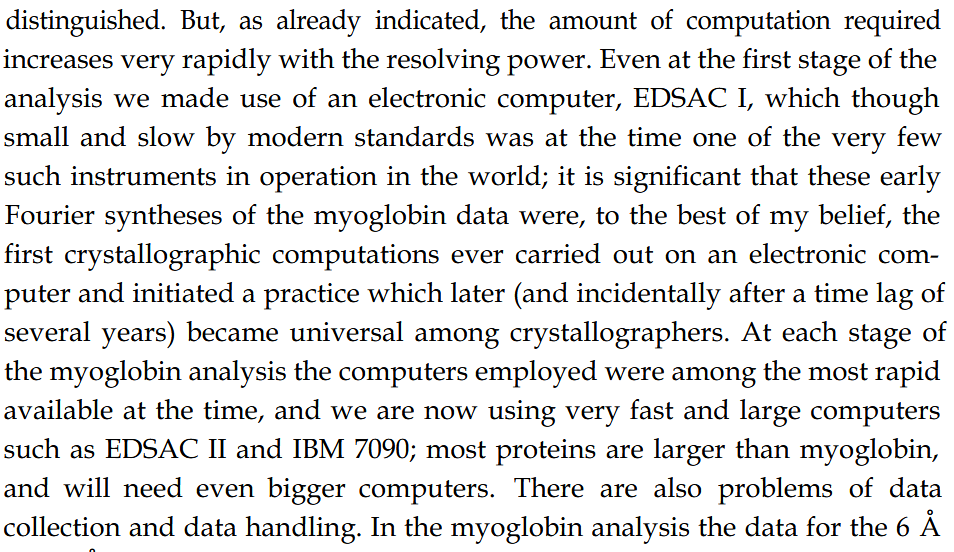 distinguished. But, as already indicated, the amount of computation required
increases very rapidly with the resolving power. Even at the first stage of the
analysis we made use of an electronic computer, EDSAC I, which though
small and slow by modern standards was at the time one of the very few
such instruments in operation in the world; it is significant that these early
Fourier syntheses of the myoglobin data were, to the best of my belief, the
first crystallographic computations ever carried out on an electronic com-
puter and initiated a practice which later (and incidentally after a time lag of
several years) became universal among crystallographers. At each stage of
the myoglobin analysis the computers employed were among the most rapid
available at the time, and we are now using very fast and large computers
such as EDSAC II and IBM 7090; most proteins are larger than myoglobin,
and will need even bigger computers. There are also problems of data
collection and data handling. In the myoglobin analysis the data for the 6 Å